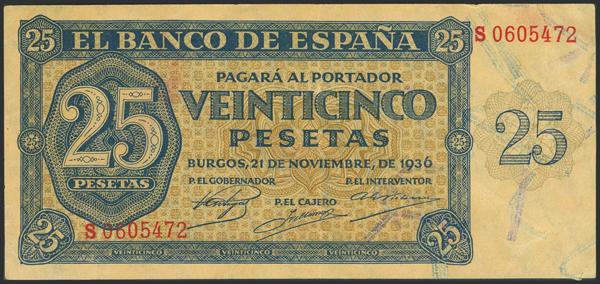 25 EL BANCO DE ESPAÑA 25 S 0605472
PAGARÁ AL PORTADOR
25 VEINTICINCO 25
PESETAS
BURGOS, 21 DE NOVIEMBRE, DE 1936
PESETAS P. EL GOBERNADOR P. EL INTERVENTOR
P. EL CAJERO
S 0605472
25 25